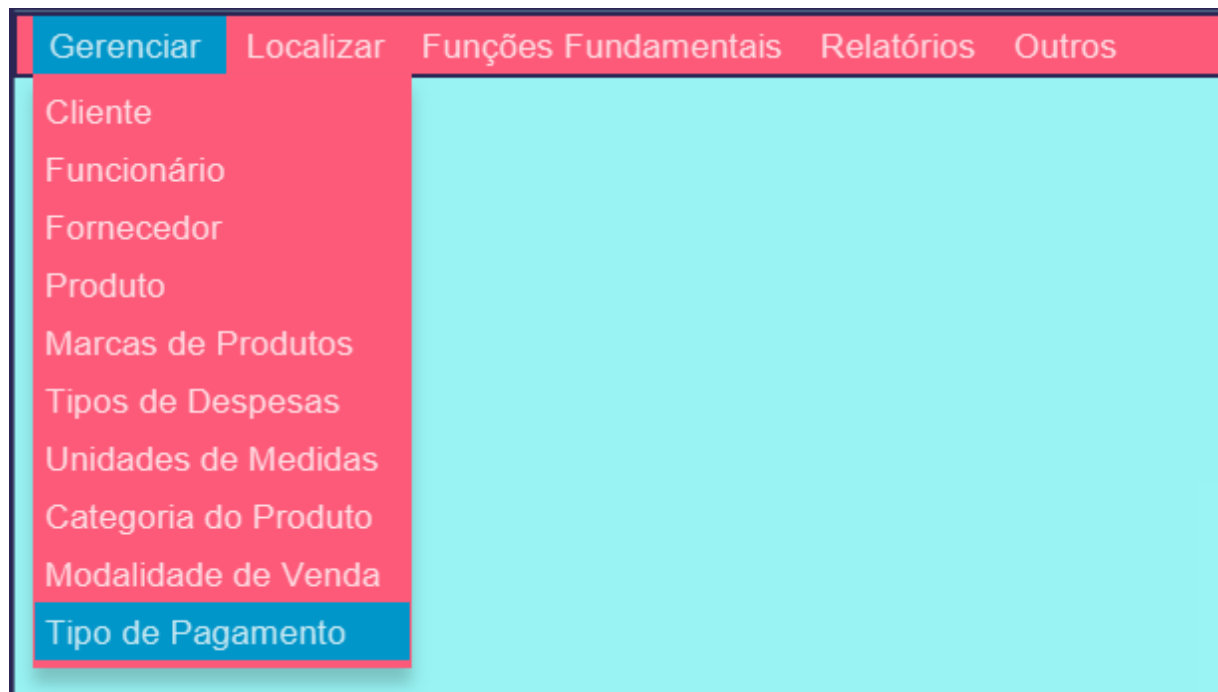 Gerenciar Localizar Funções Fundamentais Relatórios Outros
Cliente
Funcionário
Fornecedor
Produto
Marcas de Produtos
Tipos de Despesas
Unidades de Medidas
Categoria do Produto
Modalidade de Venda
Tipo de Pagamento